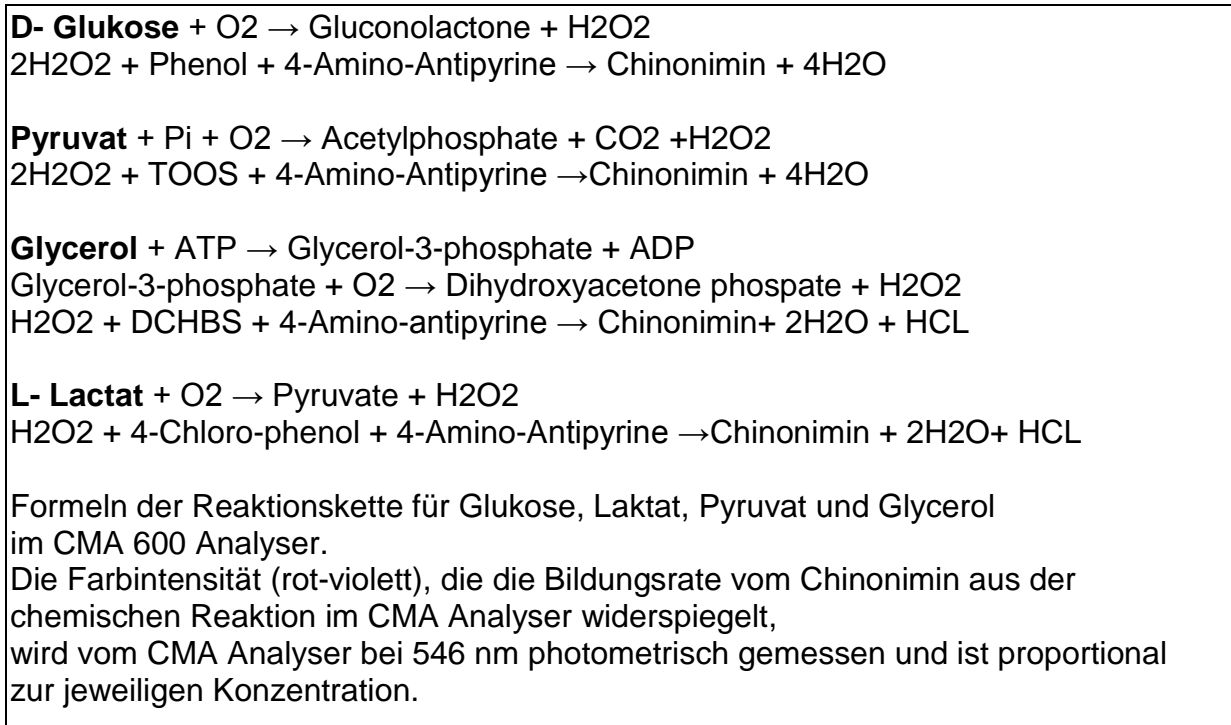 D- Glukose + O2 → Gluconolactone + H2O2
2H2O2 + Phenol + 4-Amino-Antipyrine → Chinonimin + 4H2O
Pyruvat + Pi + O2 → Acetylphosphate + CO2 +H2O2
2H2O2 + TOOS + 4-Amino-Antipyrine →Chinonimin + 4H2O
Glycerol + ATP → Glycerol-3-phosphate + ADP
Glycerol-3-phosphate + O2 → Dihydroxyacetone phospate + H2O2
H2O2 + DCHBS + 4-Amino-antipyrine → Chinonimin+ 2H2O + HCL
L- Lactat + O2 → Pyruvate + H2O2
H2O2 + 4-Chloro-phenol + 4-Amino-Antipyrine →Chinonimin + 2H2O+ HCL
Formeln der Reaktionskette für Glukose, Laktat, Pyruvat und Glycerol
im CMA 600 Analyser.
Die Farbintensität (rot-violett), die die Bildungsrate vom Chinonimin aus der
chemischen Reaktion im CMA Analyser widerspiegelt,
wird vom CMA Analyser bei 546 nm photometrisch gemessen und ist proportional
zur jeweiligen Konzentration.